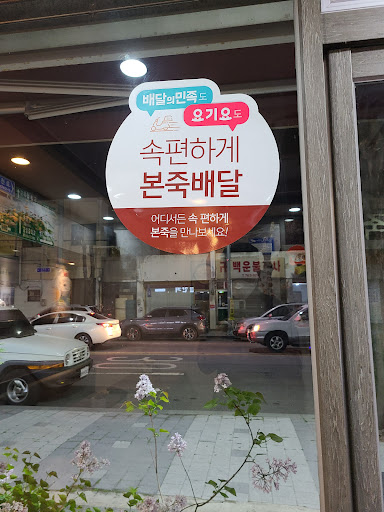 배달의민족도
요기요도
속편하게
본죽배달
어디서든 속 편하게
본죽을 만나보세요!